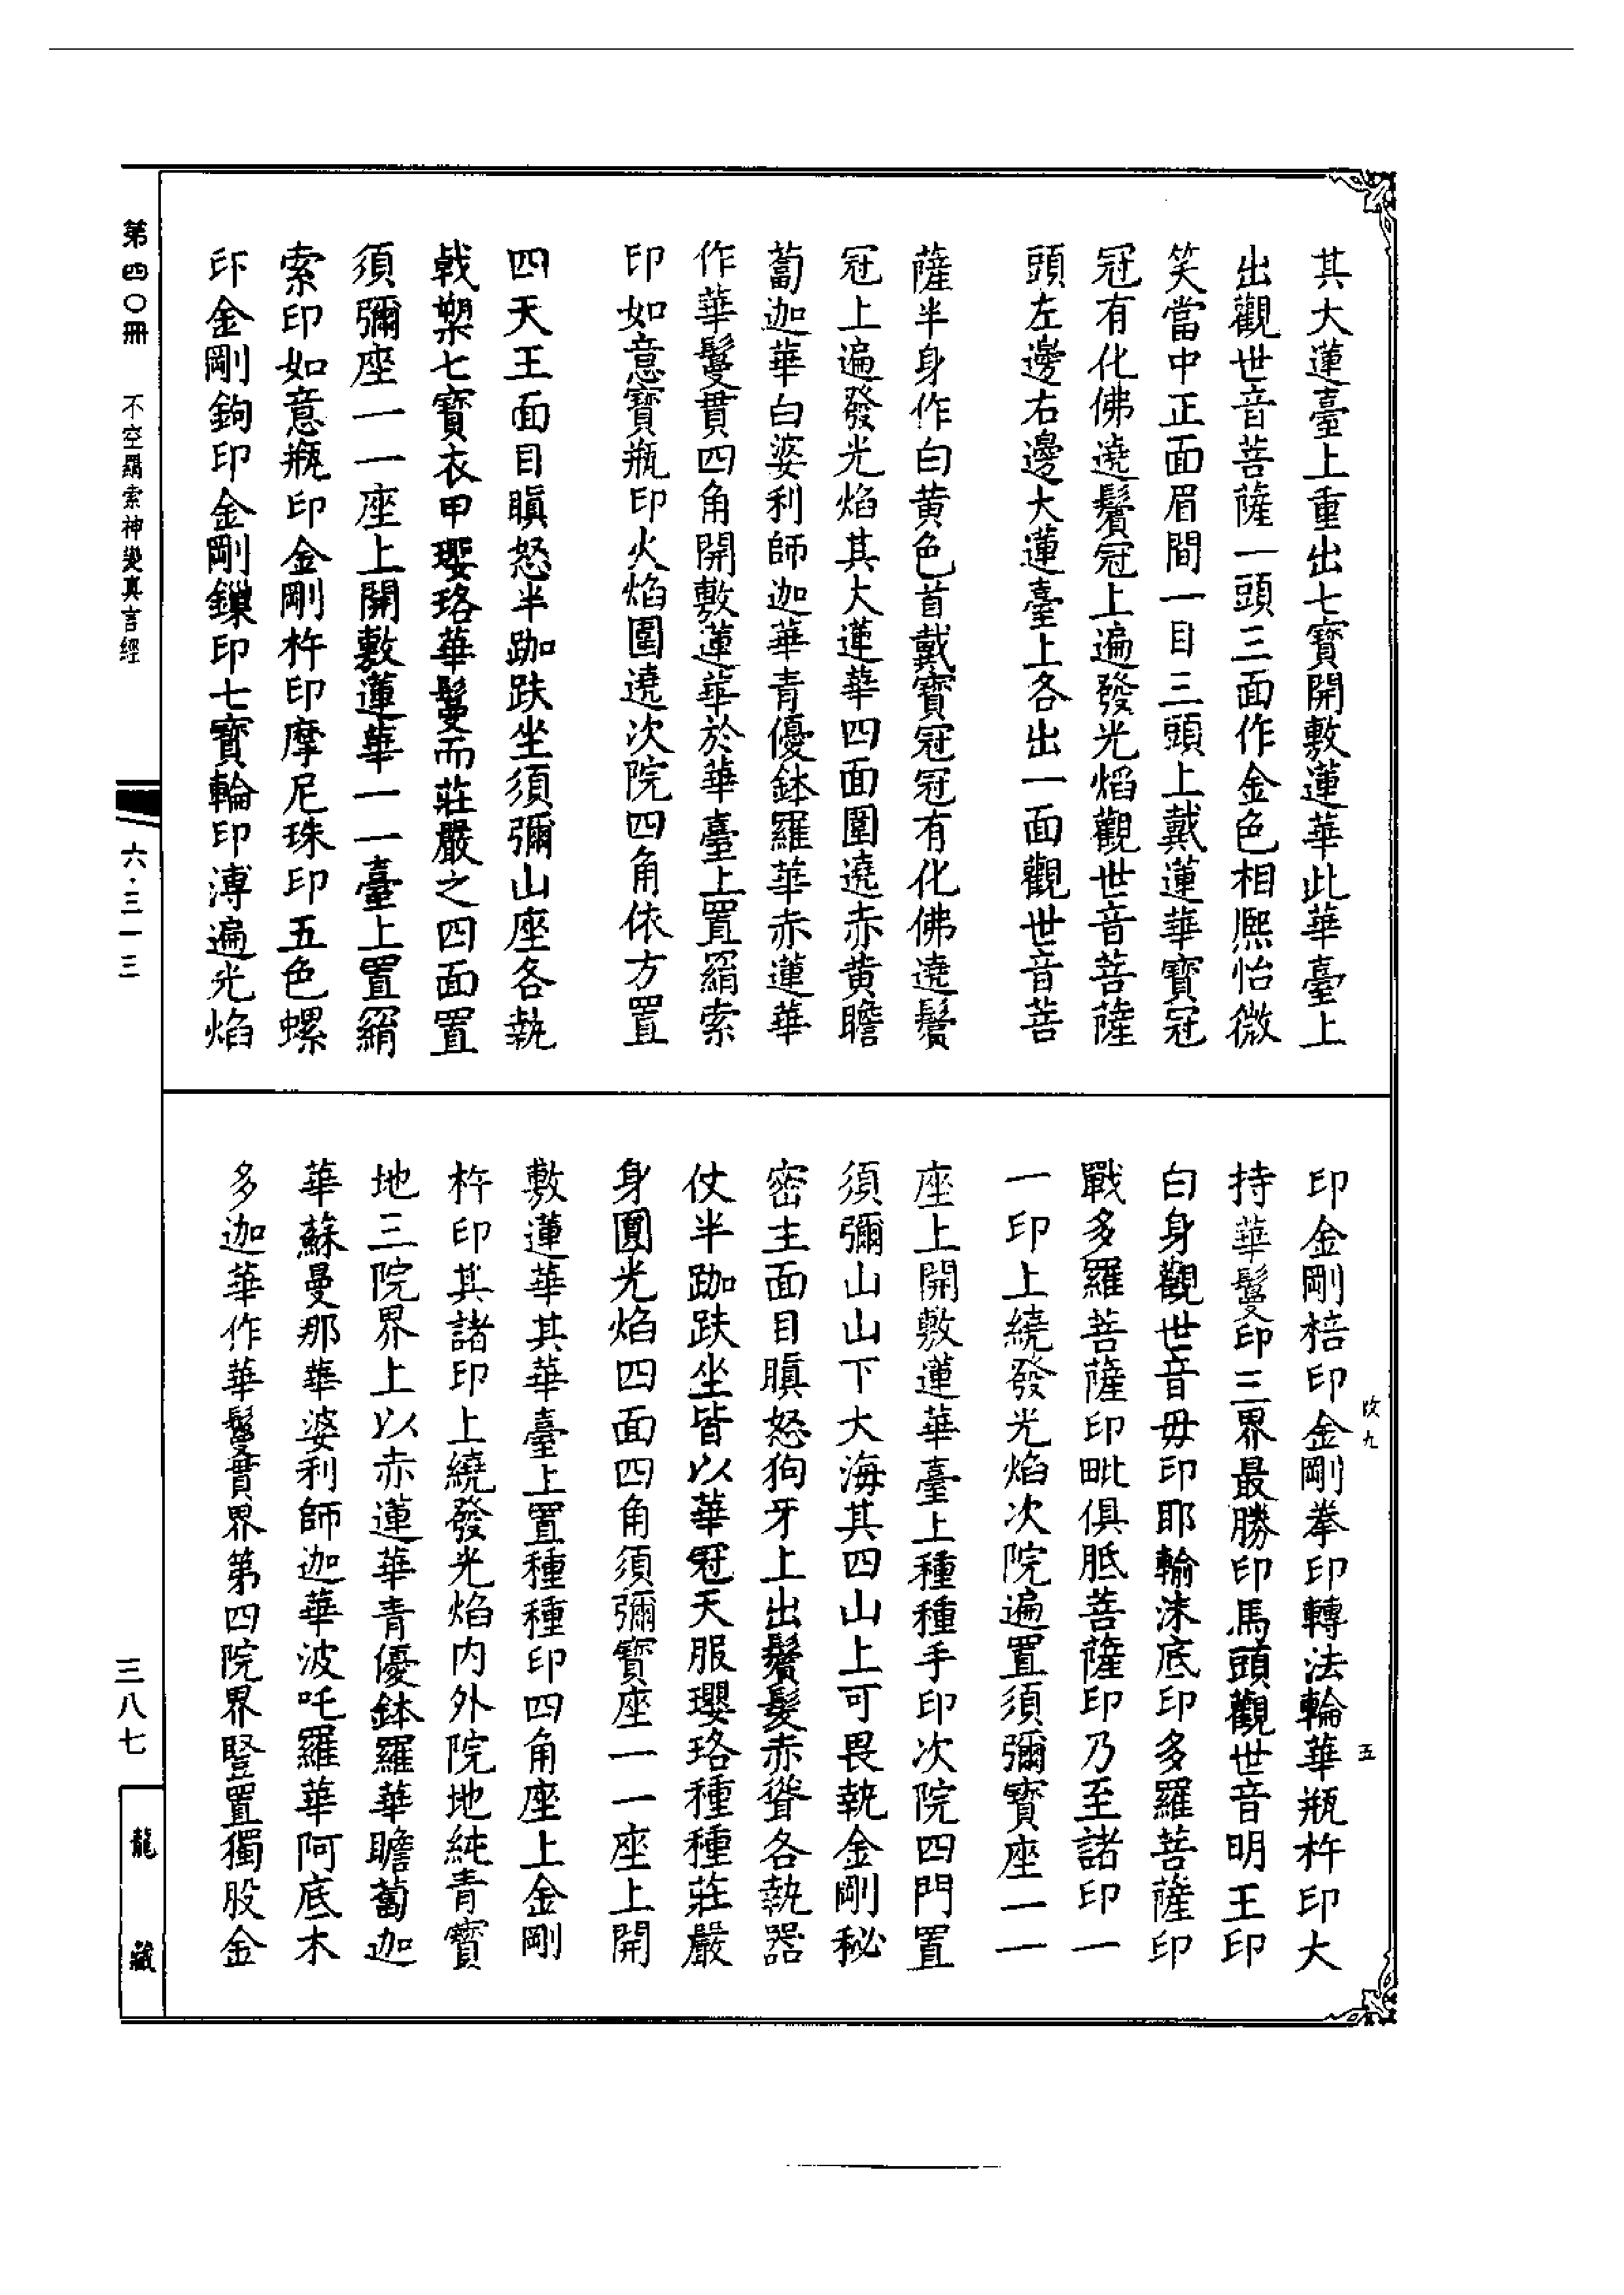 其大蓮臺上重出七寶開敷蓮華此華臺上
出觀世音菩薩一頭三面作金色相熙怡微
笑當中正面眉間一目三頭上戴蓮華寶冠
冠有化佛遶鬢冠上遍發光焰觀世音菩薩
頭左邊右邊大蓮臺上各出一面觀世音菩
薩半身作白黄色首戴寶冠冠有化佛遶鬢
冠上遍發光焰其大蓮華四面圍遶赤黄瞻
蔔迦華白婆利師迦華青優鉢羅華赤蓮華
作華鬘貫四角開敷蓮華於華臺上置羂索
印如意寶瓶印火焰圍遶次院四角依方置
四天王面目瞋怒半跏趺坐須彌山座各執
戟槊七寶衣甲瓔珞華鬘而莊嚴之四面置
須彌座一一座上開敷蓮華一一臺上置羂
索印如意瓶印金剛杵印摩尼珠印五色螺
印金剛鉤印金剛鏁印七寶輪印溥遍光焰
印金剛棓印金剛拳印轉法輪華瓶杵印大
持華鬘印三界最勝印馬頭觀世音明王印
白身觀世音母印耶輸沫底印多羅菩薩印
戰多羅菩薩印毗俱胝菩薩印乃至諸印一
一印上繞發光焰次院遍置須彌寶座一一
座上開敷蓮華臺上種種手印次院四門置
須彌山山下大海其四山上可畏執金剛秘
密主面目瞋怒狗牙上出鬢髮赤聳各執器
仗半跏趺坐皆以華冠天服瓔珞種種莊嚴
身圓光焰四面四角須彌寶座一一座上開
敷蓮華其華臺上置種種印四角座上金剛
杵印其諸印上繞發光焰内外院地純青寶
地三院界上以赤蓮華青優鉢羅華瞻蔔迦
華蘇曼那華婆利師迦華波吒羅華阿底木
多迦華作華鬘貫界第四院界豎置獨股金
第四〇冊 不空羂索神變真言經
六·三一三
三八七
龍藏
改九
五